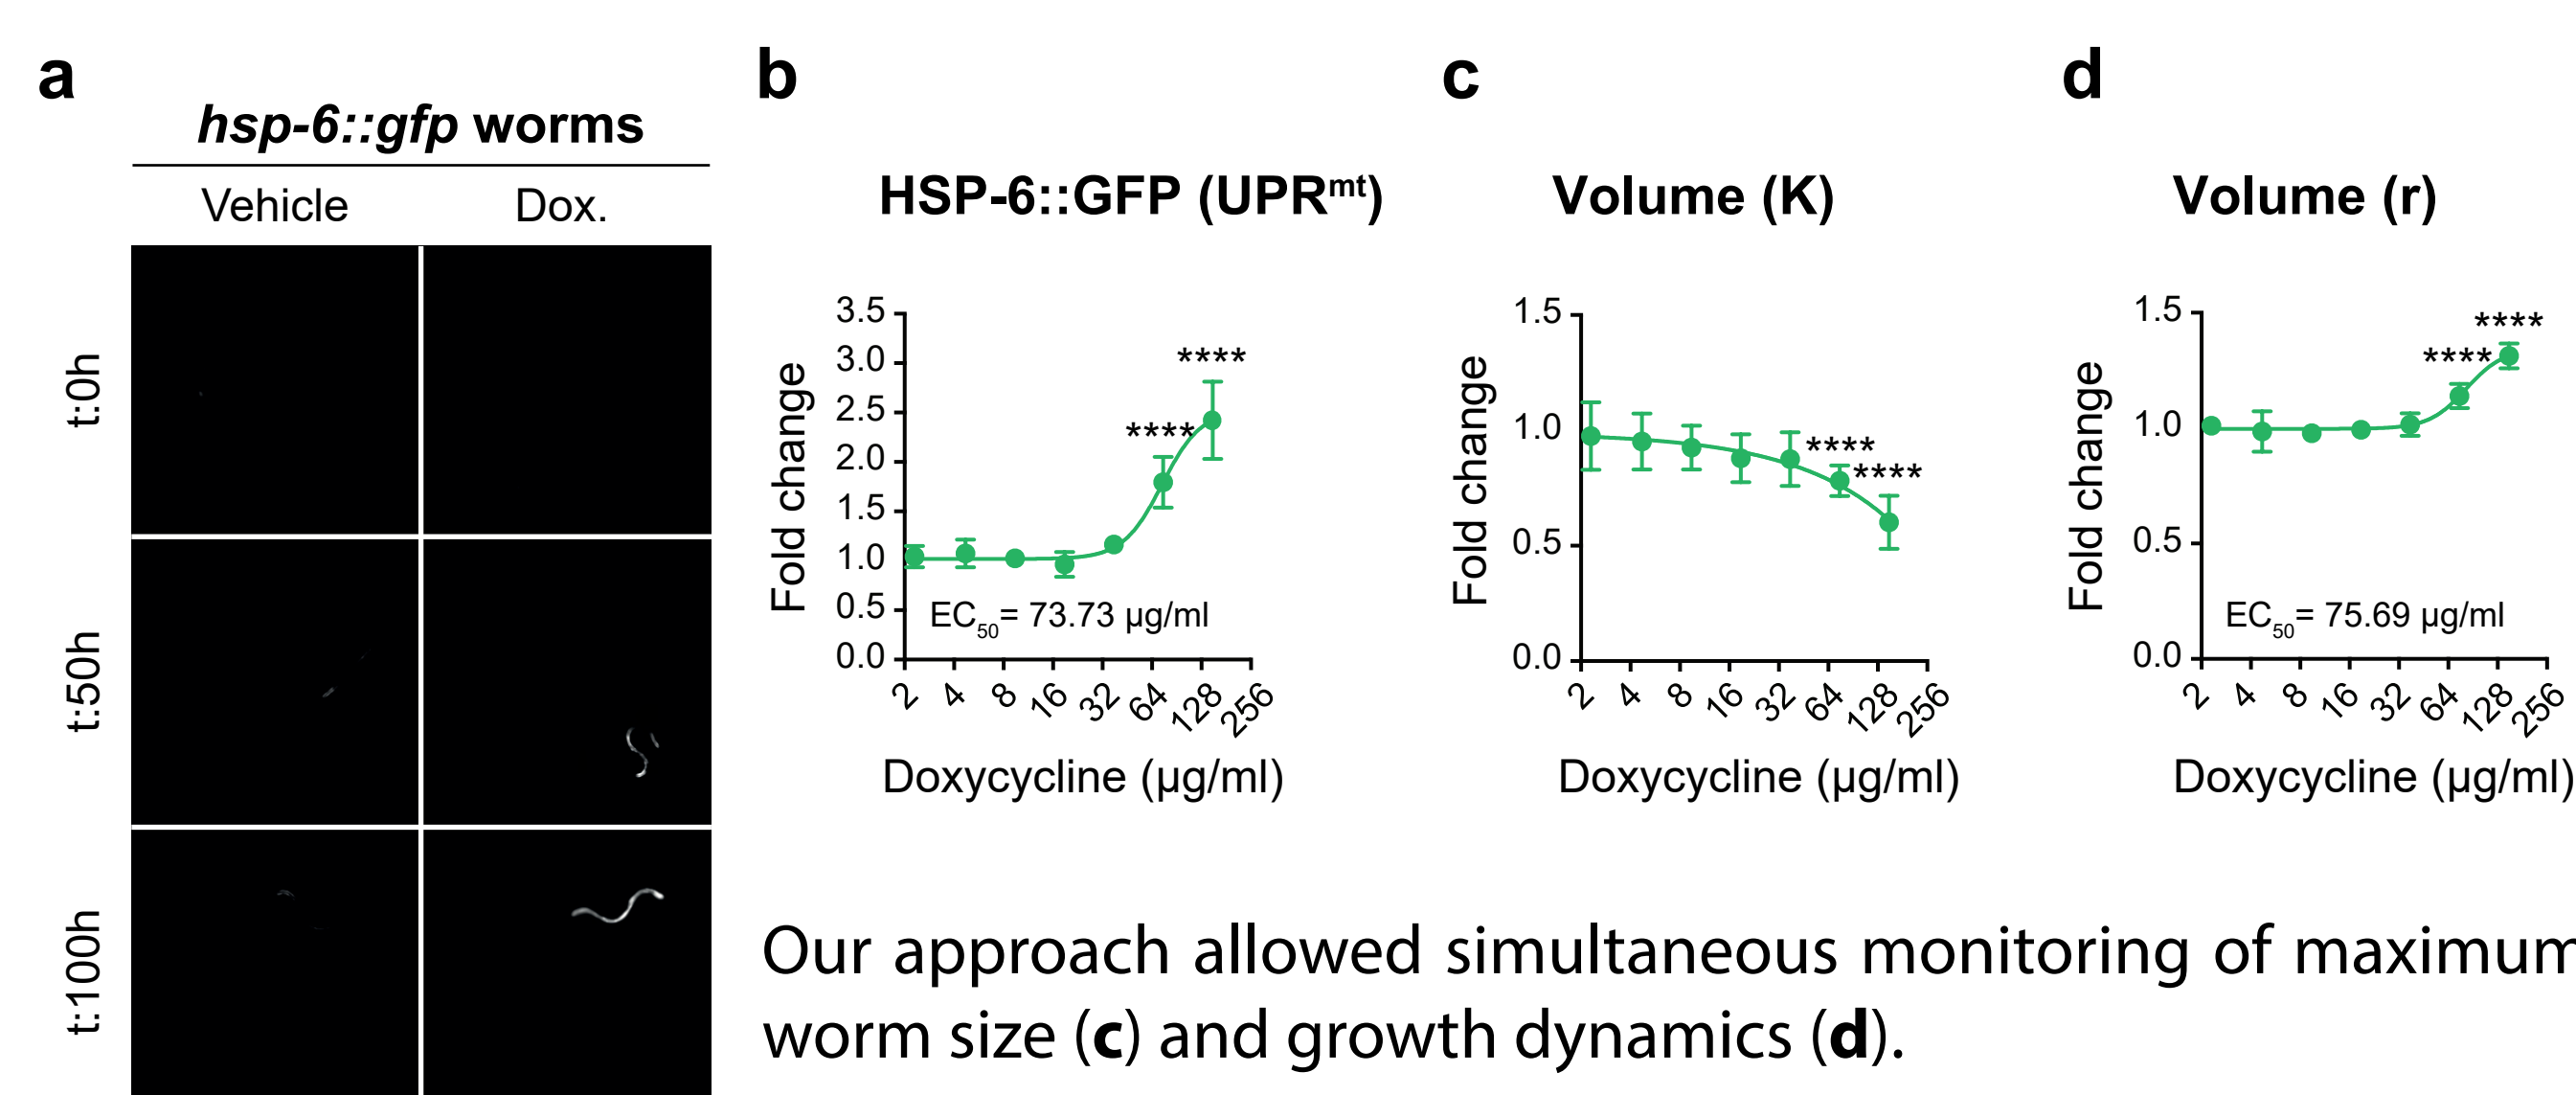 a
hsp-6::gfp worms
Vehicle Dox.
t:0h
t:50h
t:100h
b
HSP-6::GFP (UPRmt)
Fold change
3.5
3.0
2.5
2.0
1.5
1.0
0.5
0.0
****
****
EC50= 73.73 µg/ml
2 4 8 16 32 64 128 256
Doxycycline (µg/ml)
c
Volume (K)
Fold change
1.5
1.0
0.5
0.0
****
****
2 4 8 16 32 64 128 256
Doxycycline (µg/ml)
d
Volume (r)
Fold change
1.5
1.0
0.5
0.0
****
****
EC50= 75.69 µg/ml
2 4 8 16 32 64 128 256
Doxycycline (µg/ml)
Our approach allowed simultaneous monitoring of maximum
worm size (c) and growth dynamics (d).